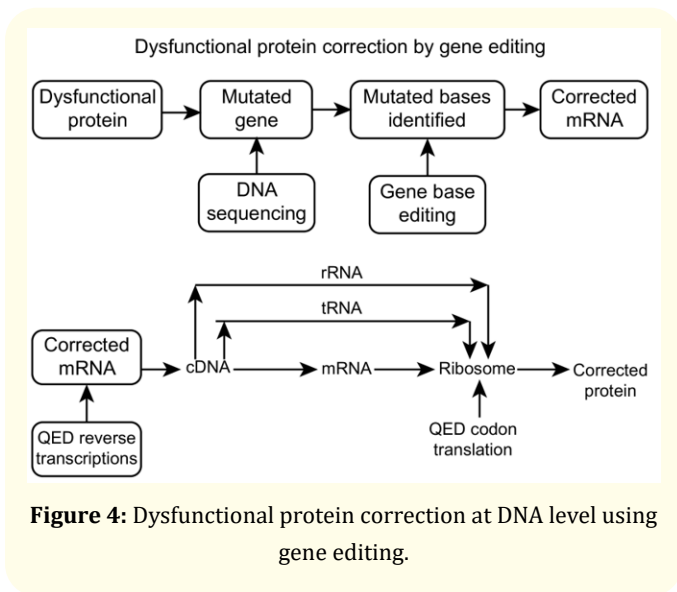 Dysfunctional protein correction by gene editing
Dysfunctional
protein
Mutated
gene
Mutated bases
identified
Corrected
mRNA
DNA
sequencing
Gene base
editing
rRNA
tRNA
Corrected
mRNA
cDNA
mRNA
Ribosome
Corrected
protein
QED reverse
transcriptions
QED codon
translation
Figure 4: Dysfunctional protein correction at DNA level using
gene editing.